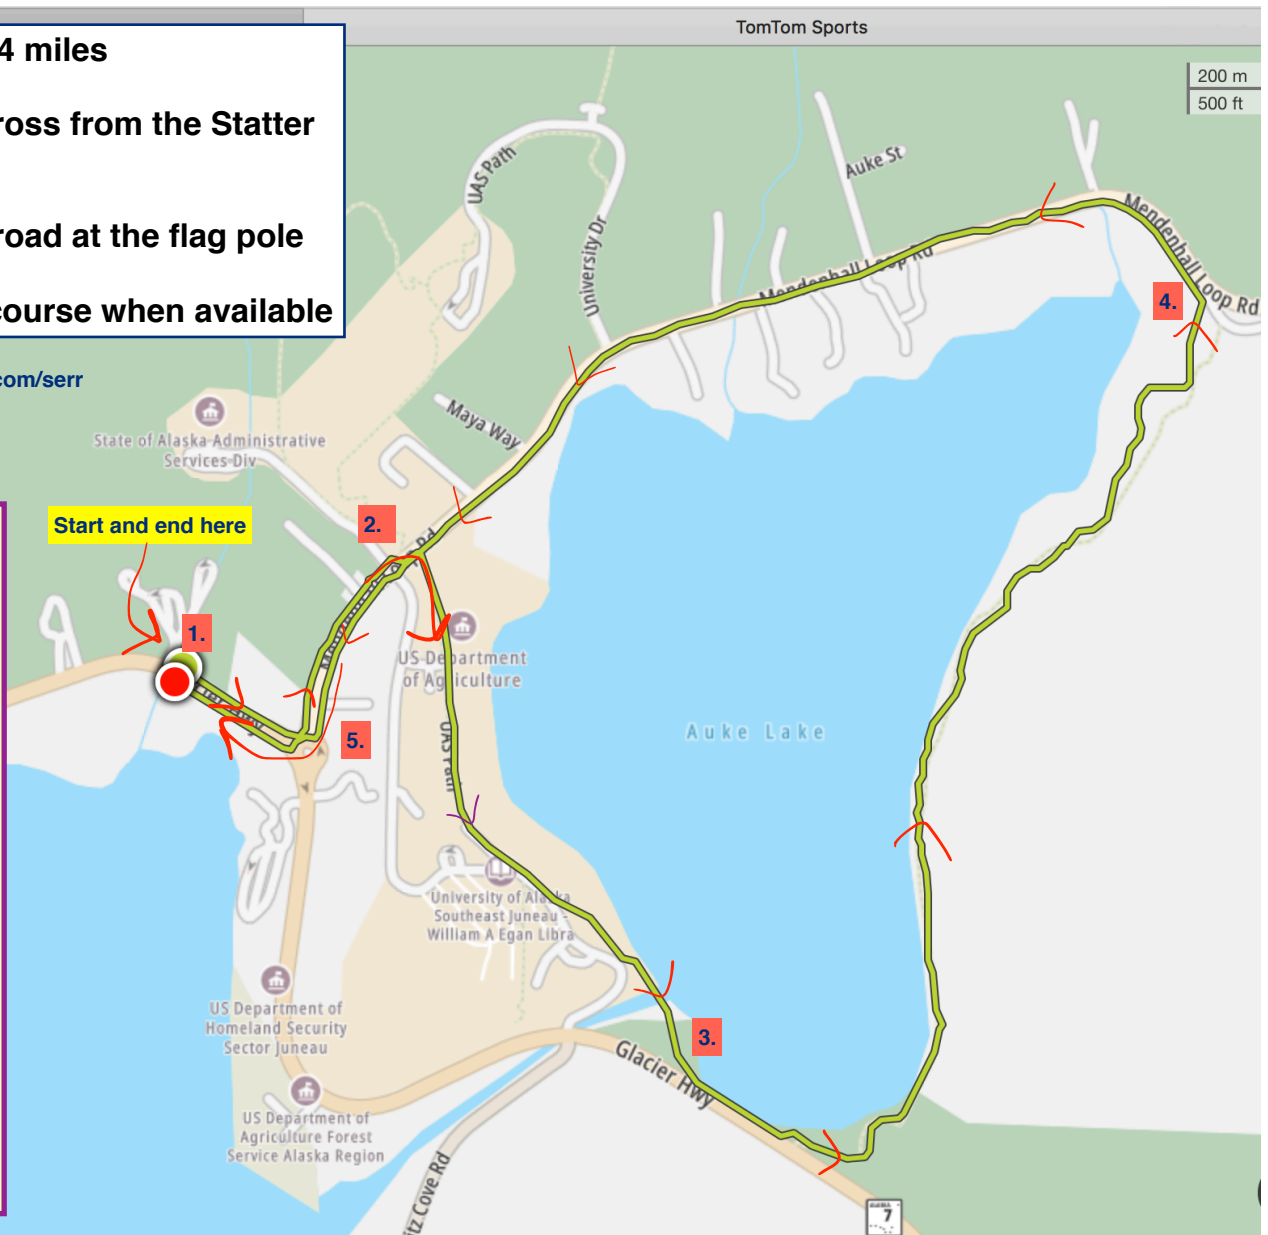 TomTom Sports
4 miles
ross from the Statter
road at the flag pole
course when available
com/serr
200 m
500 ft
UAS Path
Auke St
University Dr
Mendenhall Loop Rd
Mendenhall Loop Rd
4.
Maya Way
State of Alaska Administrative
Services Div
Start and end here
2.
Rd
1.
US Department
of Agriculture
UAS Path
5.
Auke Lake
University of Alaska
Southeast Juneau -
William A Egan Libra
3.
Glacier Hwy
US Department of
Homeland Security
Sector Juneau
US Department of
Agriculture Forest
Service Alaska Region
tz Cove Rd
7